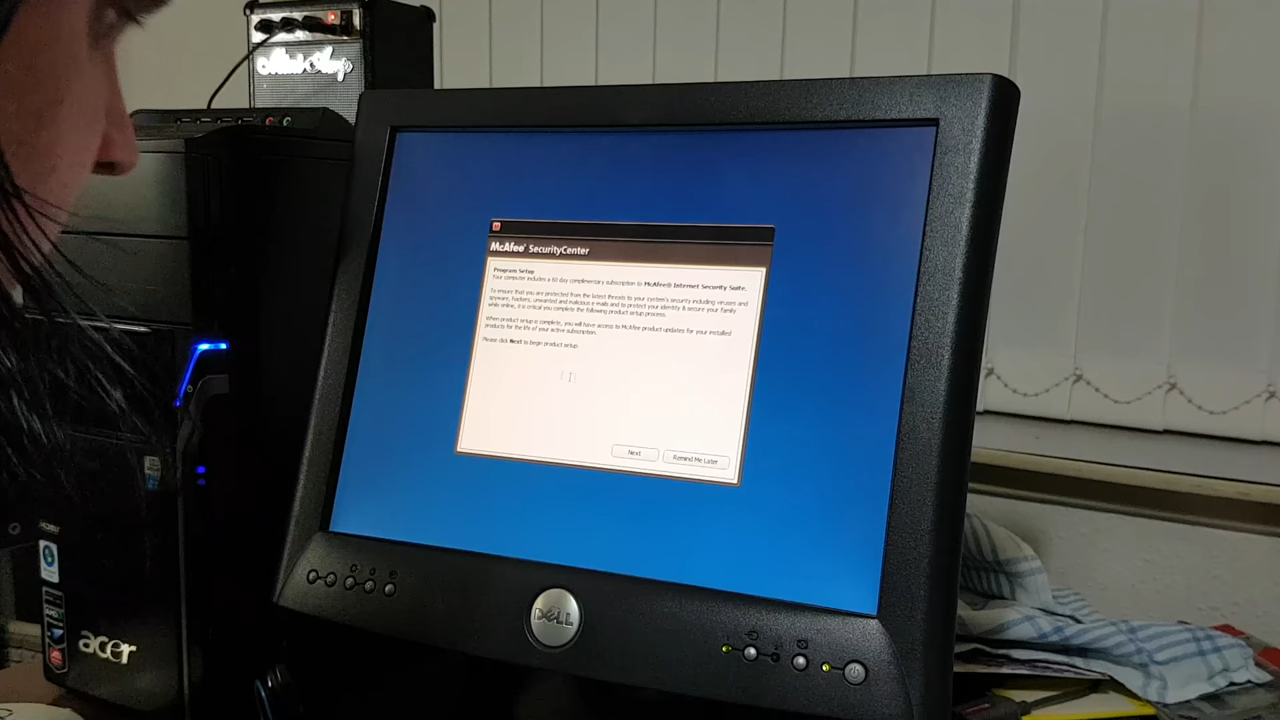 McAfee® SecurityCenter
Program Setup
Your computer includes a 60 day complimentary subscription to McAfee® Internet Security Suite.
To ensure that you are protected from the latest threats to your system's security including viruses and
spyware, hackers, unwanted and malicious e-mails and to protect your identity & secure your family
while online, it is critical you complete the following product setup process.
When product setup is complete, you will have access to McAfee product updates for your installed
products for the life of your active subscription.
Please click Next to begin product setup.
Next
Remind Me Later
DELL
acer